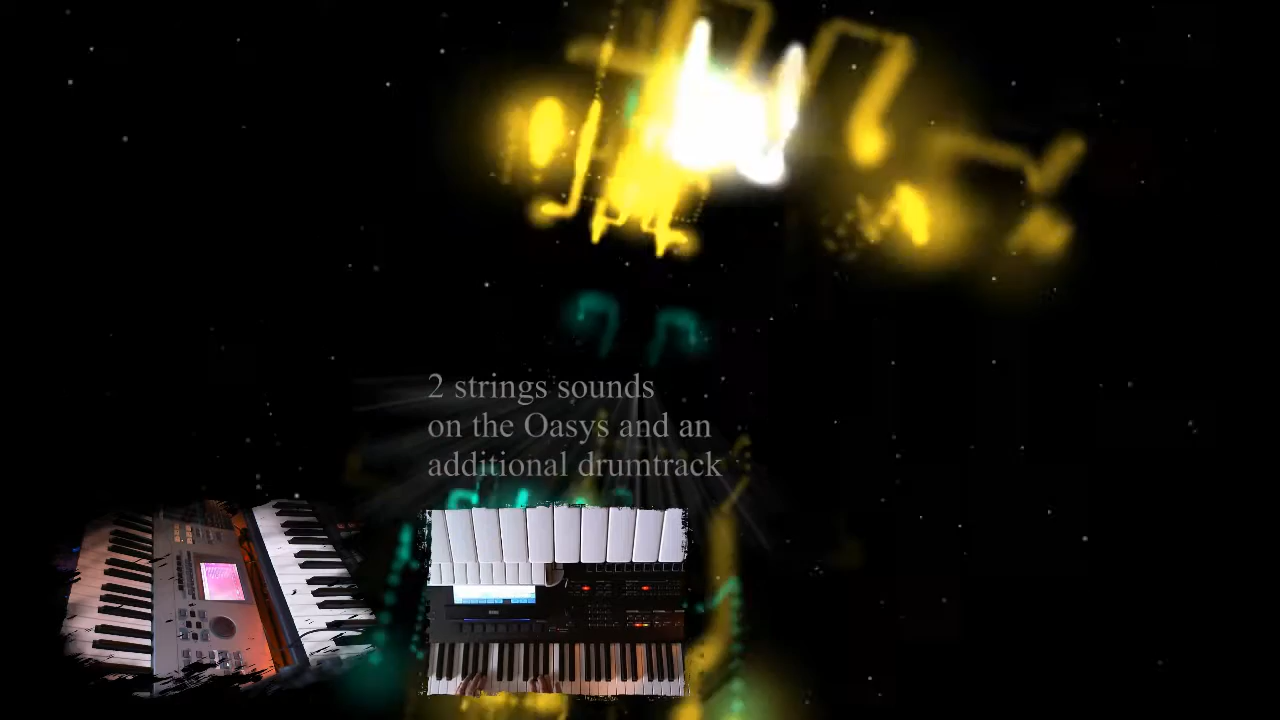 2 strings sounds
on the Oasys and an
additional drumtrack